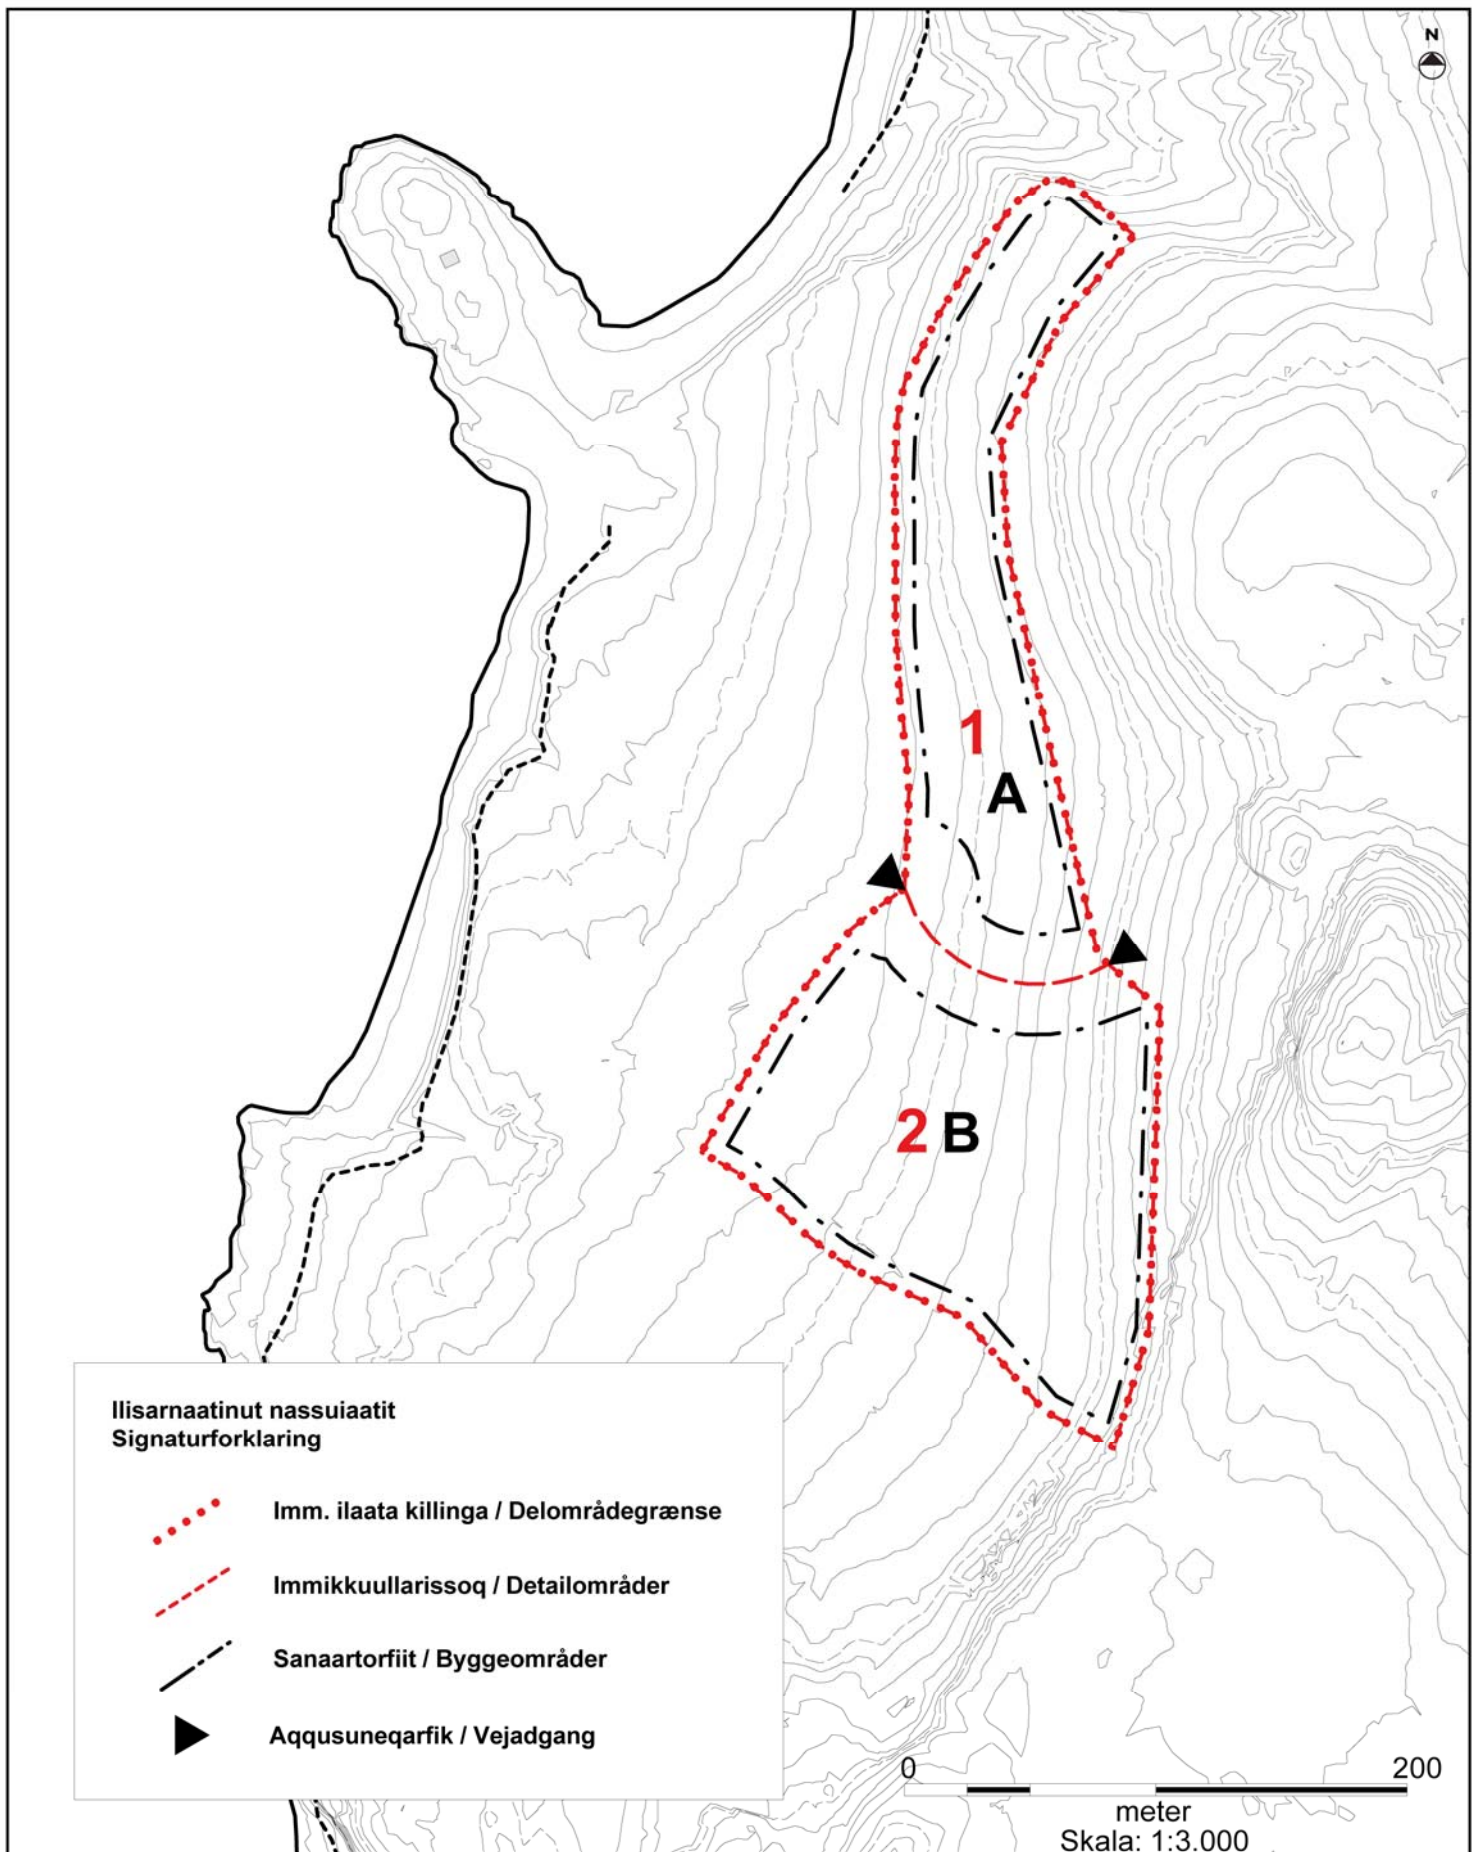 N
1
A
2 B
Ilisarnaatinut nassuiaatit
Signaturforklaring
Imm. ilaata killinga / Delområdegrænse
Immikkuullarissoq / Detailområder
Sanaartorfiit / Byggeområder
Aqqusuneqarfik / Vejadgang
0 200
meter
Skala: 1:3.000